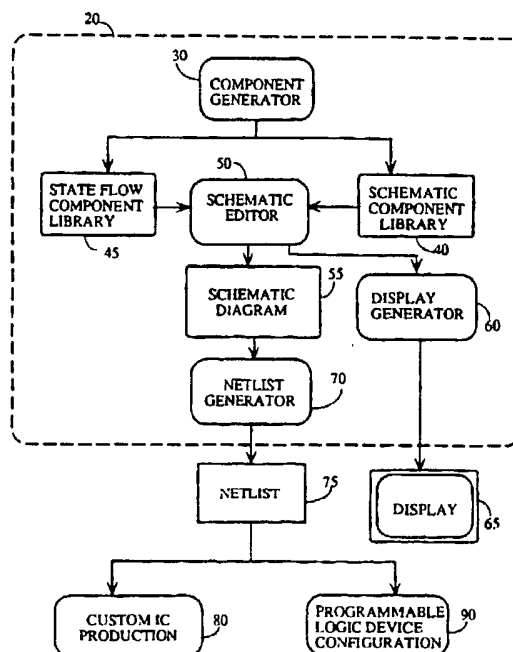 20
30
COMPONENT
GENERATOR
50
STATE FLOW
COMPONENT
LIBRARY
45
SCHEMATIC
EDITOR
SCHEMATIC
COMPONENT
LIBRARY
40
55
SCHEMATIC
DIAGRAM
DISPLAY
GENERATOR
60
NETLIST
GENERATOR
70
NETLIST
75
DISPLAY
65
CUSTOM IC
PRODUCTION
80
PROGRAMMABLE
LOGIC DEVICE
CONFIGURATION
90